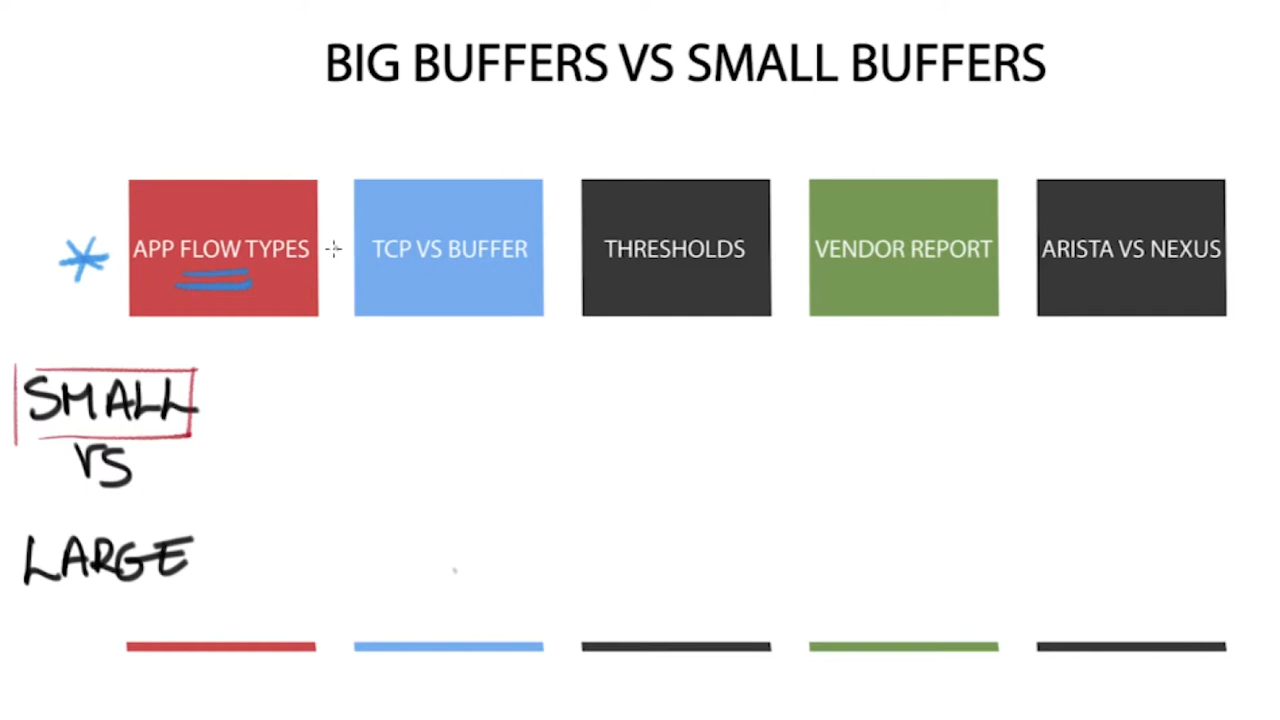 BIG BUFFERS VS SMALL BUFFERS
APP FLOW TYPES
TCP VS BUFFER
THRESHOLDS
VENDOR REPORT
ARISTA VS NEXUS
SMALL
VS
LARGE